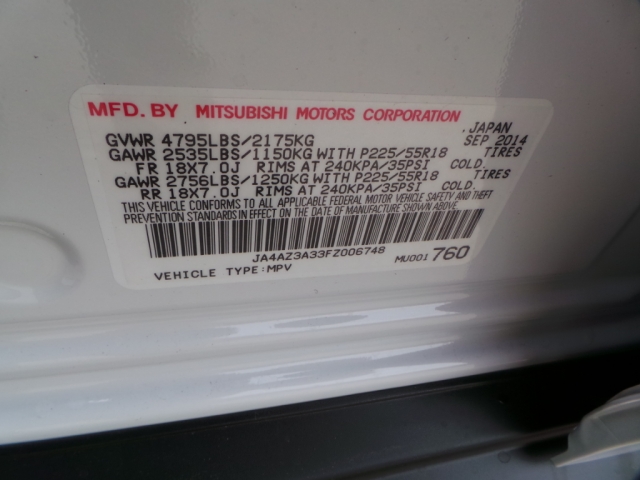 MFD. BY MITSUBISHI MOTORS CORPORATION
, JAPAN
GVWR 4795LBS/2175KG SEP 2014
GAWR 2535LBS/1150KG WITH P225/55R18 TIRES
FR 18X7.0J RIMS AT 240KPA/35PSI COLD.
GAWR 2756LBS/1250KG WITH P225/55R18 TIRES
RR 18X7.0J RIMS AT 240KPA/35PSI COLD.
THIS VEHICLE CONFORMS TO ALL APPLICABLE FEDERAL MOTOR VEHICLE SAFETY AND THEFT
PREVENTION STANDARDS IN EFFECT ON THE DATE OF MANUFACTURE SHOWN ABOVE.
JA4AZ3A33FZ006748
VEHICLE TYPE:MPV MU001 760